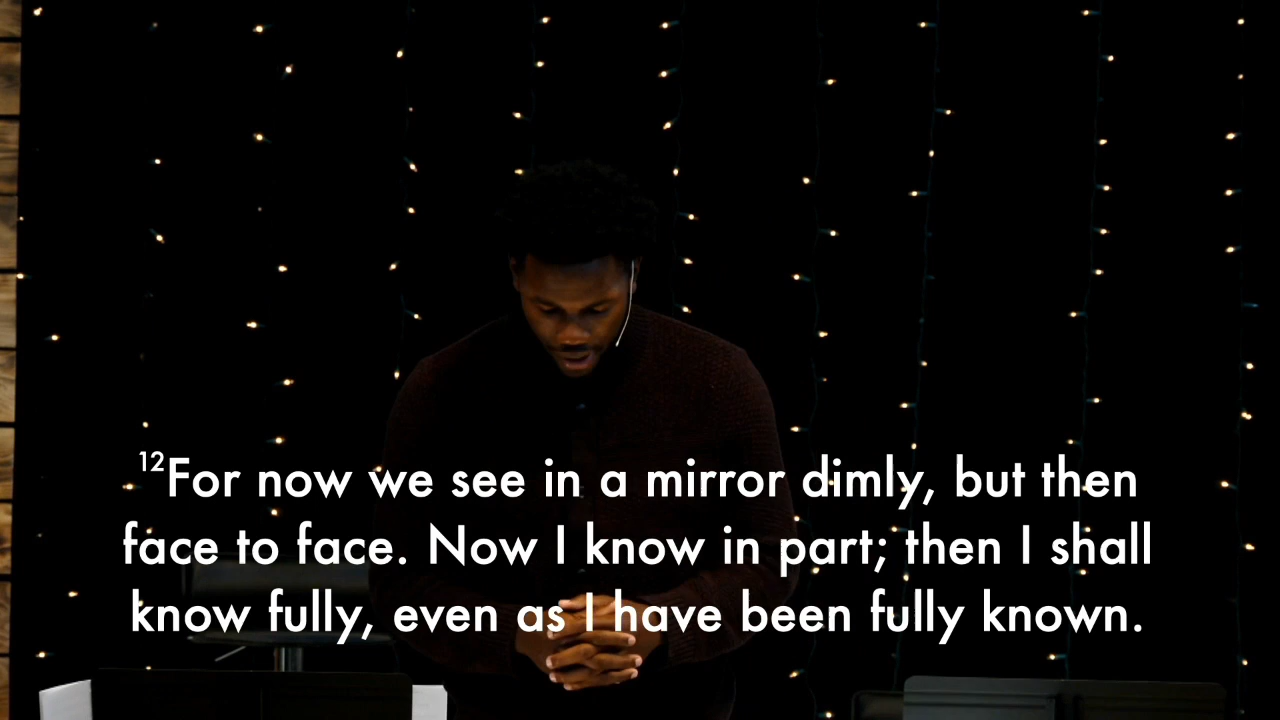 12For now we see in a mirror dimly, but then
face to face. Now I know in part; then I shall
know fully, even as I have been fully known.